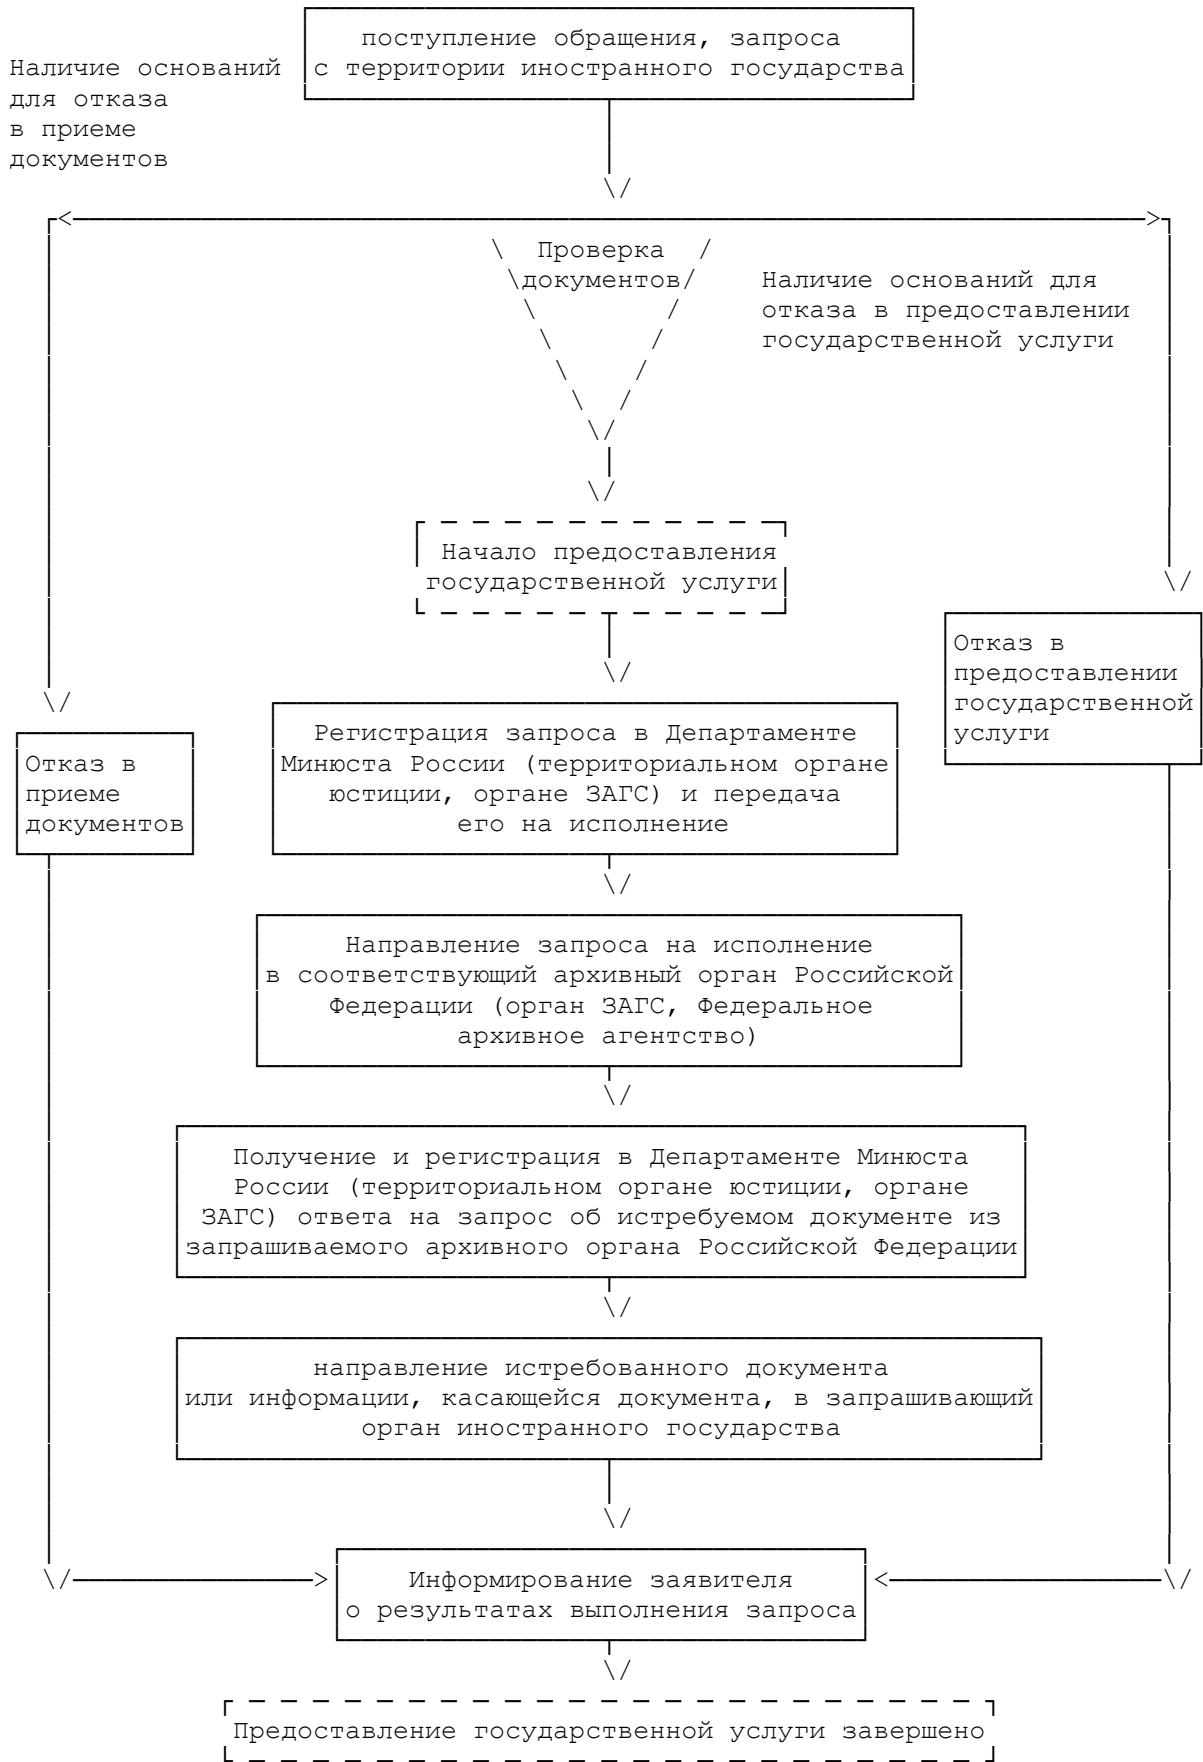 поступление обращения, запроса
с территории иностранного государства
Наличие оснований
для отказа
в приеме
документов
Проверка
документов
Наличие оснований для
отказа в предоставлении
государственной услуги
Начало предоставления
государственной услуги
Отказ в
предоставлении
государственной
услуги
Регистрация запроса в Департаменте
Минюста России (территориальном органе
юстиции, органе ЗАГС) и передача
его на исполнение
Отказ в
приеме
документов
Направление запроса на исполнение
в соответствующий архивный орган Российской
Федерации (орган ЗАГС, Федеральное
архивное агентство)
Получение и регистрация в Департаменте Минюста
России (территориальном органе юстиции, органе
ЗАГС) ответа на запрос об истребуемом документе из
запрашиваемого архивного органа Российской Федерации
направление истребованного документа
или информации, касающейся документа, в запрашивающий
орган иностранного государства
Информирование заявителя
о результатах выполнения запроса
Предоставление государственной услуги завершено